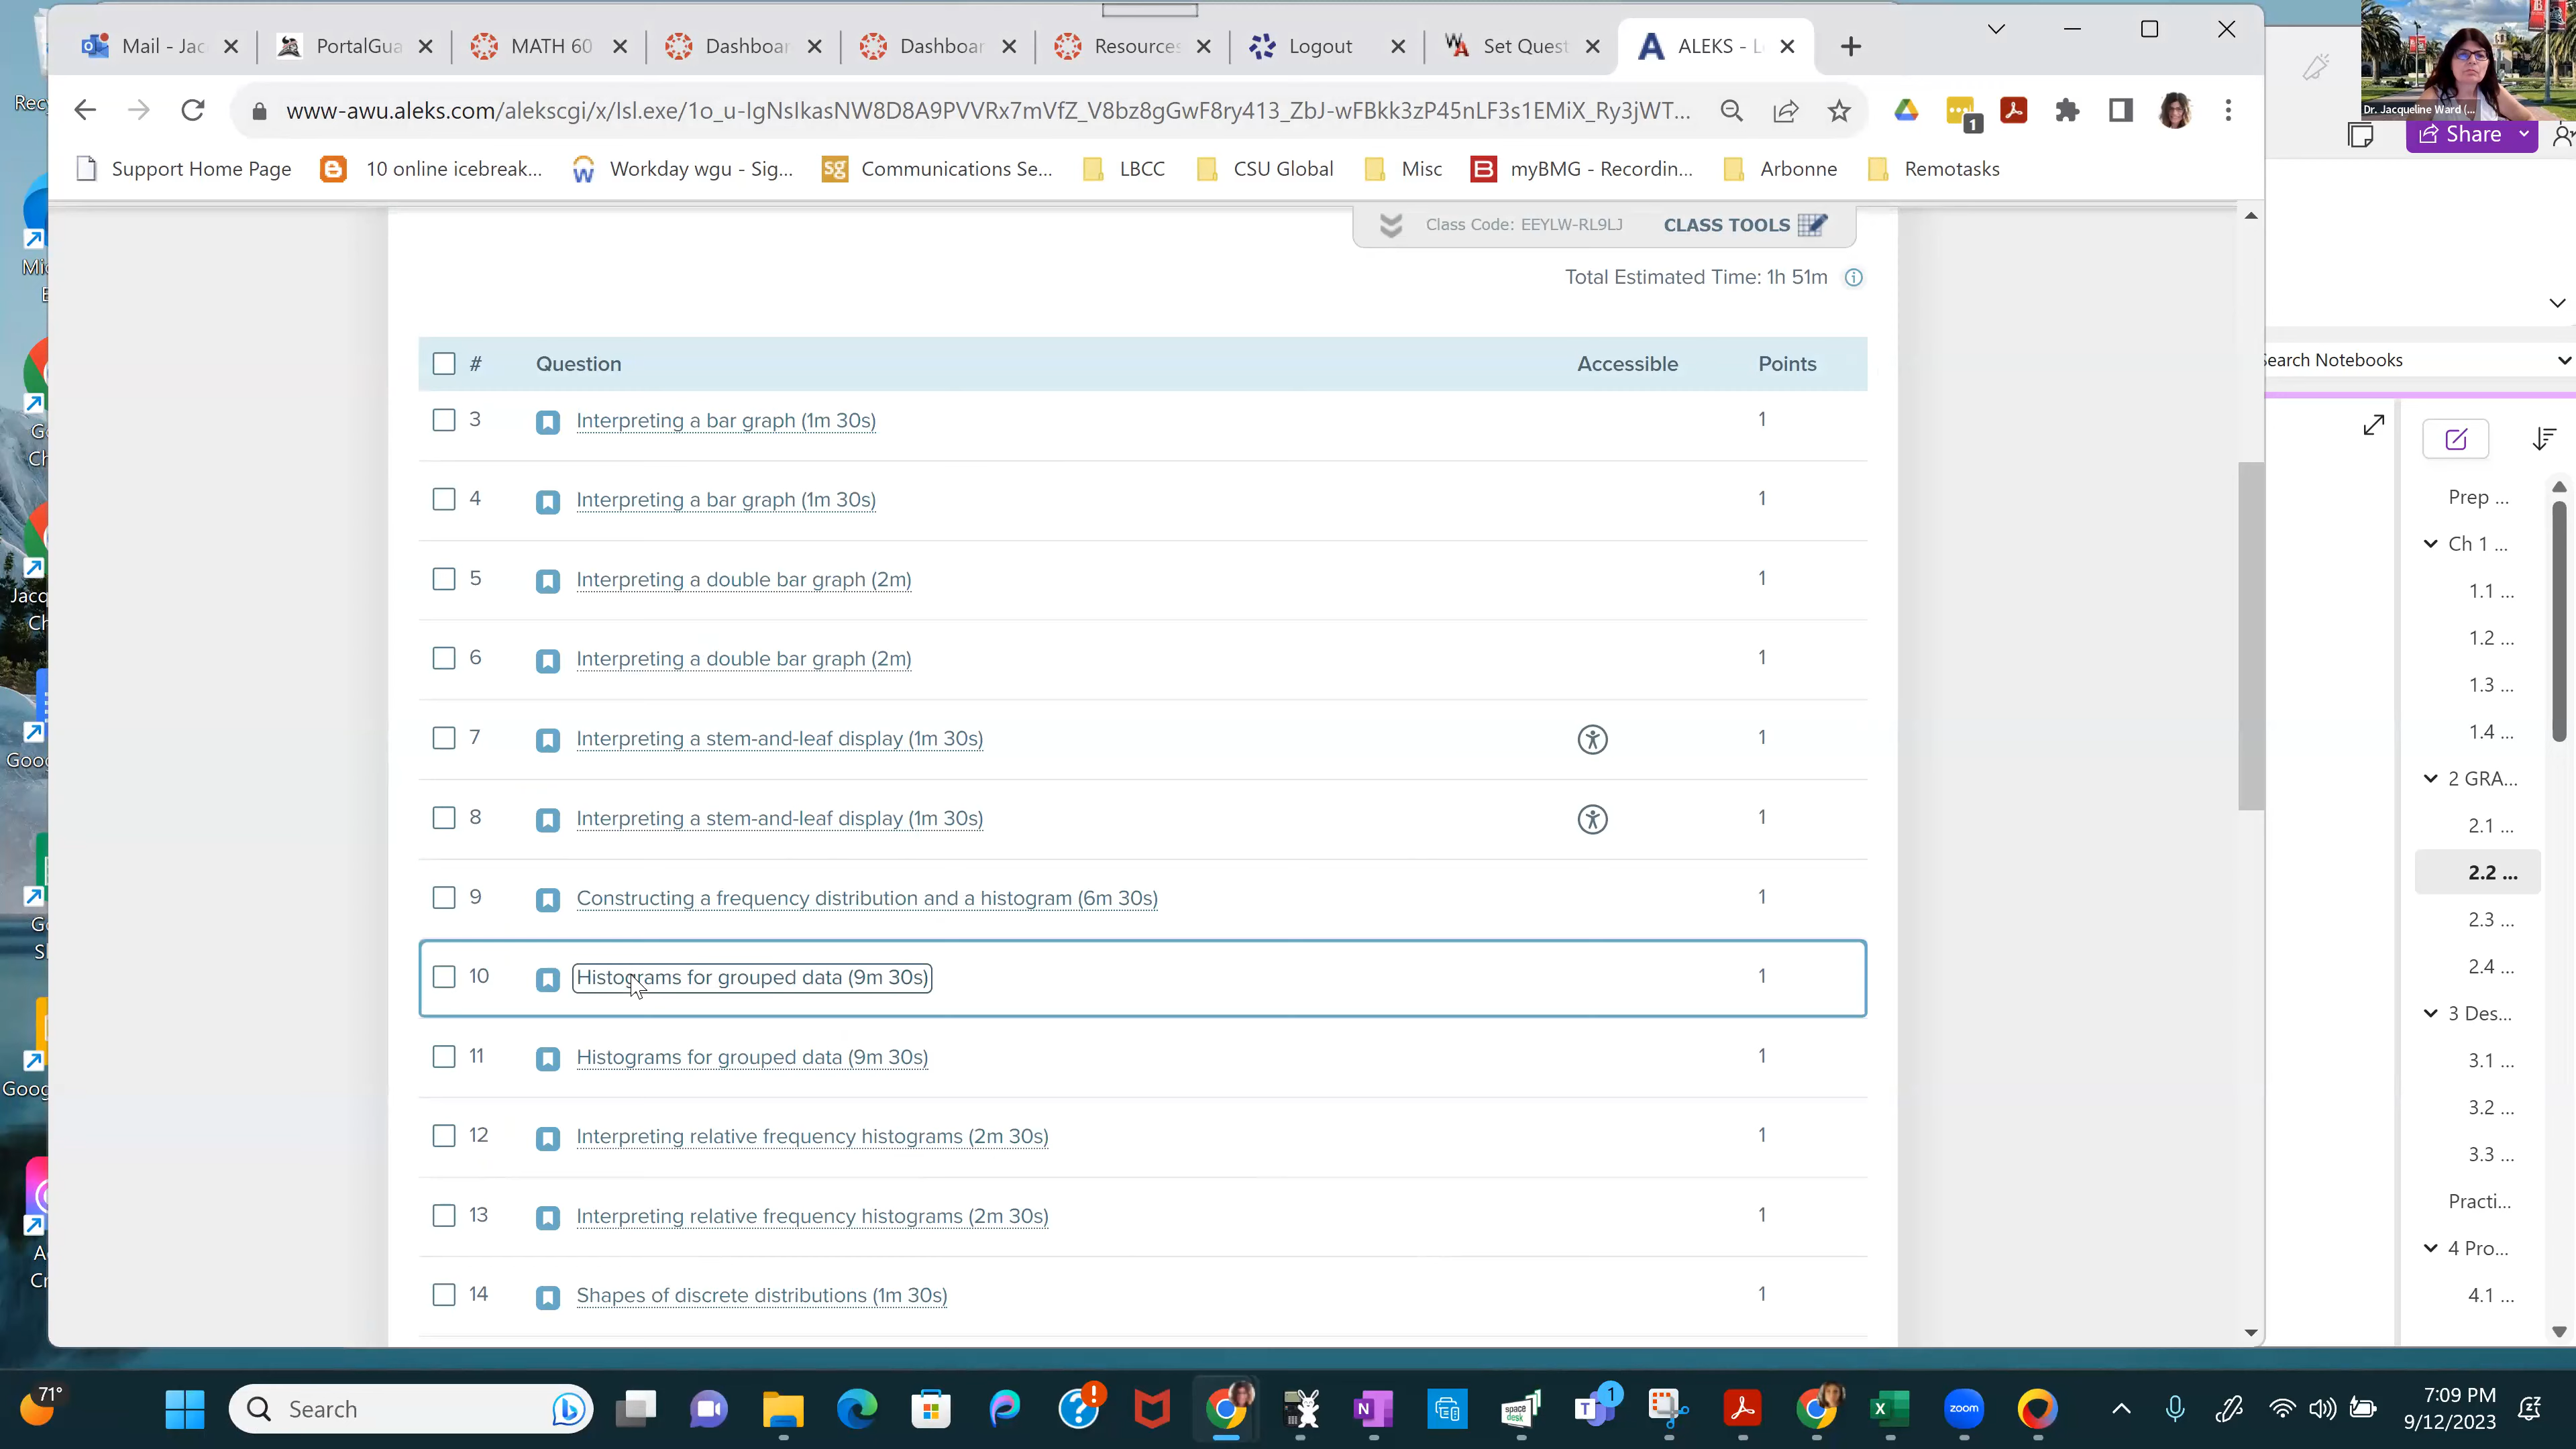 Mail - Jac
PortalGua
MATH 60
Dashboar
Dashboar
Resources
Logout
Set Quest
ALEKS - L
www-awu.aleks.com/alekscgi/x/Isl.exe/1o_u-IgNsIkasNW8D8A9PVVRx7mVfZ_V8bz8gGwF8ry413_ZbJ-wFBkk3zP45nLF3s1EMiX_Ry3jWT...
1
Dr. Jacqueline Ward (...
Share
Support Home Page
10 online icebreak...
Workday wgu - Sig...
Communications Se...
LBCC
CSU Global
Misc
myBMG - Recordin...
Arbonne
Remotasks
Class Code: EEYLW-RL9LJ
CLASS TOOLS
Total Estimated Time: 1h 51m
# Question Accessible Points
3 Interpreting a bar graph (1m 30s) 1
4 Interpreting a bar graph (1m 30s) 1
5 Interpreting a double bar graph (2m) 1
6 Interpreting a double bar graph (2m) 1
7 Interpreting a stem-and-leaf display (1m 30s) 1
8 Interpreting a stem-and-leaf display (1m 30s) 1
9 Constructing a frequency distribution and a histogram (6m 30s) 1
10 Histograms for grouped data (9m 30s) 1
11 Histograms for grouped data (9m 30s) 1
12 Interpreting relative frequency histograms (2m 30s) 1
13 Interpreting relative frequency histograms (2m 30s) 1
14 Shapes of discrete distributions (1m 30s) 1
Search Notebooks
Prep ...
Ch 1 ...
1.1 ...
1.2 ...
1.3 ...
1.4 ...
2 GRA...
2.1 ...
2.2 ...
2.3 ...
2.4 ...
3 Des...
3.1 ...
3.2 ...
3.3 ...
Practi...
4 Pro...
4.1 ...
71°
Search
space
desk
1
zoom
7:09 PM
9/12/2023